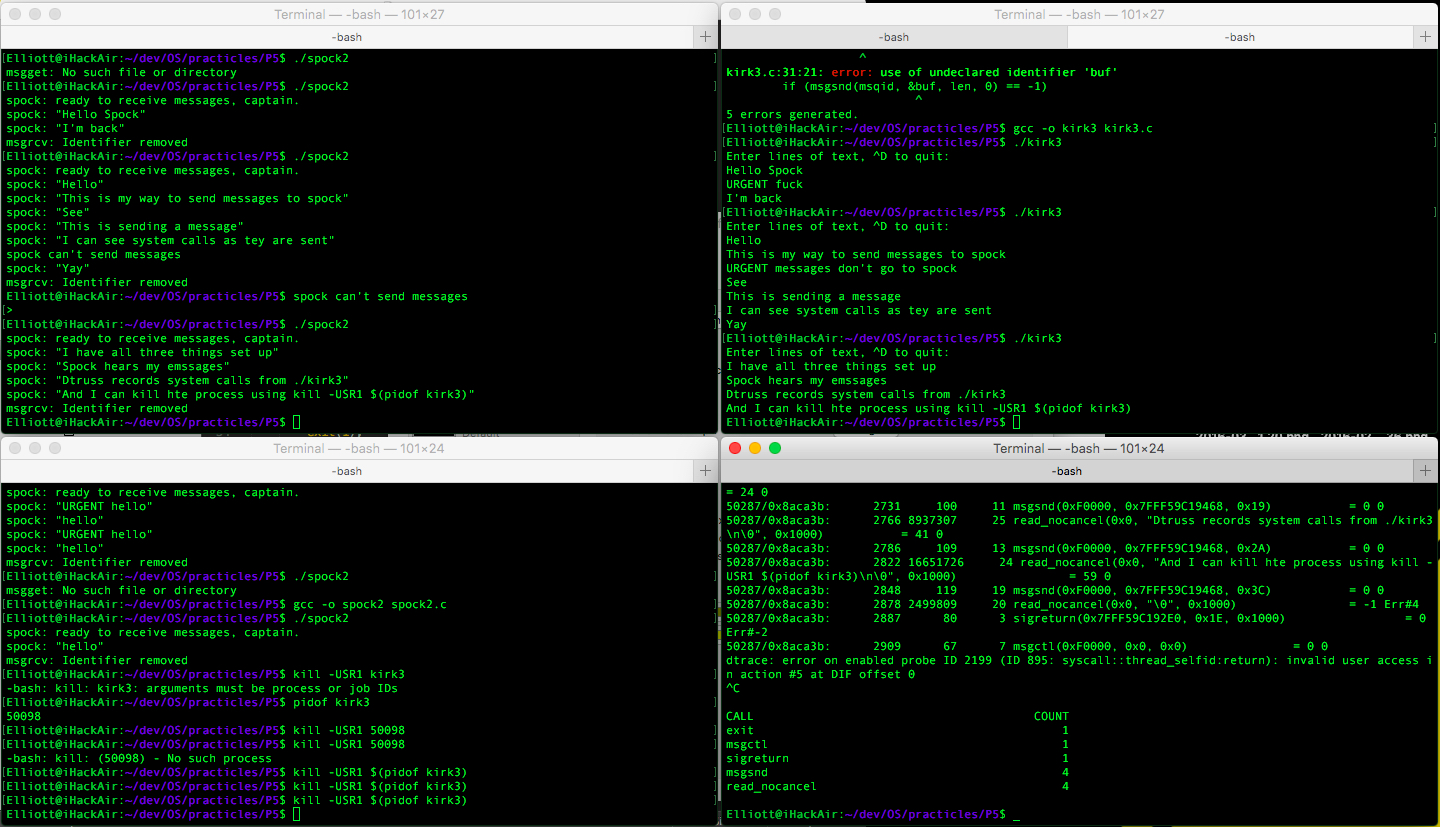 Terminal — -bash — 101×27
-bash
[Elliott@iHackAir:~/dev/OS/practicles/P5$ ./spock2 ]
msgget: No such file or directory
[Elliott@iHackAir:~/dev/OS/practicles/P5$ ./spock2 ]
spock: ready to receive messages, captain.
spock: "Hello Spock"
spock: "I'm back"
msgrcv: Identifier removed
[Elliott@iHackAir:~/dev/OS/practicles/P5$ ./spock2 ]
spock: ready to receive messages, captain.
spock: "Hello"
spock: "This is my way to send messages to spock"
spock: "See"
spock: "This is sending a message"
spock: "I can see system calls as tey are sent"
spock can't send messages
spock: "Yay"
msgrcv: Identifier removed
Elliott@iHackAir:~/dev/OS/practicles/P5$ spock can't send messages
[> ]
Elliott@iHackAir:~/dev/OS/practicles/P5$ ./spock2 ]
spock: ready to receive messages, captain.
spock: "I have all three things set up"
spock: "Spock hears my emssages"
spock: "Dtruss records system calls from ./kirk3"
spock: "And I can kill hte process using kill -USR1 $(pidof kirk3)"
msgrcv: Identifier removed
Elliott@iHackAir:~/dev/OS/practicles/P5$
Terminal — -bash — 101×27
-bash
-bash
^
kirk3.c:31:21: error: use of undeclared identifier 'buf'
if (msgsnd(msqid, &buf, len, 0) == -1)
^
5 errors generated.
[Elliott@iHackAir:~/dev/OS/practicles/P5$ gcc -o kirk3 kirk3.c ]
[Elliott@iHackAir:~/dev/OS/practicles/P5$ ./kirk3 ]
Enter lines of text, ^D to quit:
Hello Spock
URGENT fuck
I'm back
[Elliott@iHackAir:~/dev/OS/practicles/P5$ ./kirk3 ]
Enter lines of text, ^D to quit:
Hello
This is my way to send messages to spock
URGENT messages don't go to spock
See
This is sending a message
I can see system calls as tey are sent
Yay
[Elliott@iHackAir:~/dev/OS/practicles/P5$ ./kirk3 ]
Enter lines of text, ^D to quit:
I have all three things set up
Spock hears my emssages
Dtruss records system calls from ./kirk3
And I can kill hte process using kill -USR1 $(pidof kirk3)
Elliott@iHackAir:~/dev/OS/practicles/P5$
Terminal — -bash — 101×24
-bash
spock: ready to receive messages, captain.
spock: "URGENT hello"
spock: "hello"
spock: "URGENT hello"
spock: "hello"
msgrcv: Identifier removed
[Elliott@iHackAir:~/dev/OS/practicles/P5$ ./spock2 ]
msgget: No such file or directory
[Elliott@iHackAir:~/dev/OS/practicles/P5$ gcc -o spock2 spock2.c ]
[Elliott@iHackAir:~/dev/OS/practicles/P5$ ./spock2 ]
spock: ready to receive messages, captain.
spock: "hello"
msgrcv: Identifier removed
[Elliott@iHackAir:~/dev/OS/practicles/P5$ kill -USR1 kirk3 ]
-bash: kill: kirk3: arguments must be process or job IDs
[Elliott@iHackAir:~/dev/OS/practicles/P5$ pidof kirk3 ]
50098
[Elliott@iHackAir:~/dev/OS/practicles/P5$ kill -USR1 50098 ]
[Elliott@iHackAir:~/dev/OS/practicles/P5$ kill -USR1 50098 ]
-bash: kill: (50098) - No such process
[Elliott@iHackAir:~/dev/OS/practicles/P5$ kill -USR1 $(pidof kirk3) ]
[Elliott@iHackAir:~/dev/OS/practicles/P5$ kill -USR1 $(pidof kirk3) ]
[Elliott@iHackAir:~/dev/OS/practicles/P5$ kill -USR1 $(pidof kirk3) ]
Elliott@iHackAir:~/dev/OS/practicles/P5$
Terminal — -bash — 101×24
-bash
= 24 0
50287/0x8aca3b: 2731 100 11 msgsnd(0xF0000, 0x7FFF59C19468, 0x19) = 0 0
50287/0x8aca3b: 2766 8937307 25 read_nocancel(0x0, "Dtruss records system calls from ./kirk3
\n\0", 0x1000) = 41 0
50287/0x8aca3b: 2786 109 13 msgsnd(0xF0000, 0x7FFF59C19468, 0x2A) = 0 0
50287/0x8aca3b: 2822 16651726 24 read_nocancel(0x0, "And I can kill hte process using kill -
USR1 $(pidof kirk3)\n\0", 0x1000) = 59 0
50287/0x8aca3b: 2848 119 19 msgsnd(0xF0000, 0x7FFF59C19468, 0x3C) = 0 0
50287/0x8aca3b: 2878 2499809 20 read_nocancel(0x0, "\0", 0x1000) = -1 Err#4
50287/0x8aca3b: 2887 80 3 sigreturn(0x7FFF59C192E0, 0x1E, 0x1000) = 0
Err#-2
50287/0x8aca3b: 2909 67 7 msgctl(0xF0000, 0x0, 0x0) = 0 0
dtrace: error on enabled probe ID 2199 (ID 895: syscall::thread_selfid:return): invalid user access i
n action #5 at DIF offset 0
^C
CALL COUNT
exit 1
msgctl 1
sigreturn 1
msgsnd 4
read_nocancel 4
Elliott@iHackAir:~/dev/OS/practicles/P5$ _